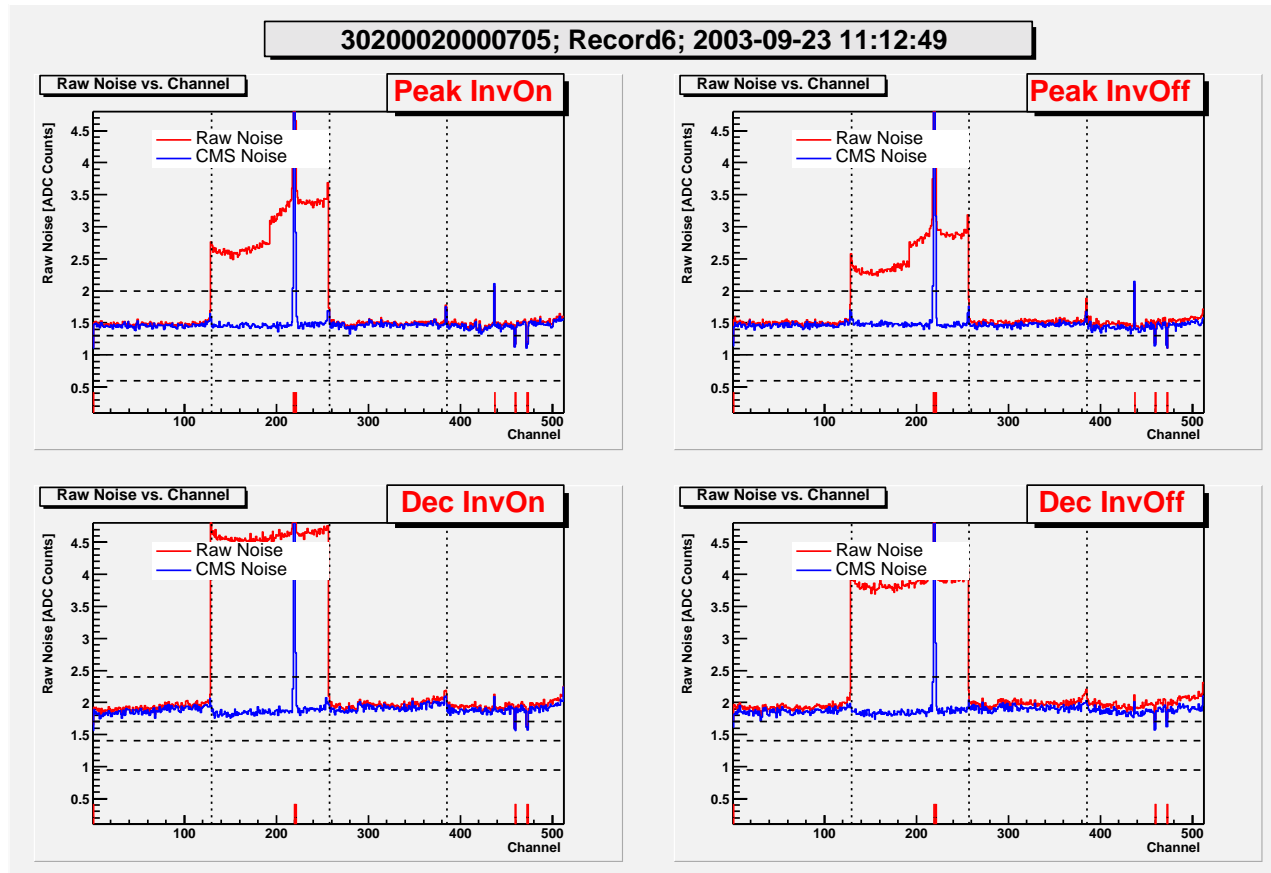 30200020000705; Record6; 2003-09-23 11:12:49
Raw Noise vs. Channel
Peak InvOn
Raw Noise [ADC Counts]
4.5
4
3.5
3
2.5
2
1.5
1
0.5
Raw Noise
CMS Noise
100 200 300 400 500
Channel
Raw Noise vs. Channel
Peak InvOff
Raw Noise [ADC Counts]
4.5
4
3.5
3
2.5
2
1.5
1
0.5
Raw Noise
CMS Noise
100 200 300 400 500
Channel
Raw Noise vs. Channel
Dec InvOn
Raw Noise [ADC Counts]
4.5
4
3.5
3
2.5
2
1.5
1
0.5
Raw Noise
CMS Noise
100 200 300 400 500
Channel
Raw Noise vs. Channel
Dec InvOff
Raw Noise [ADC Counts]
4.5
4
3.5
3
2.5
2
1.5
1
0.5
Raw Noise
CMS Noise
100 200 300 400 500
Channel